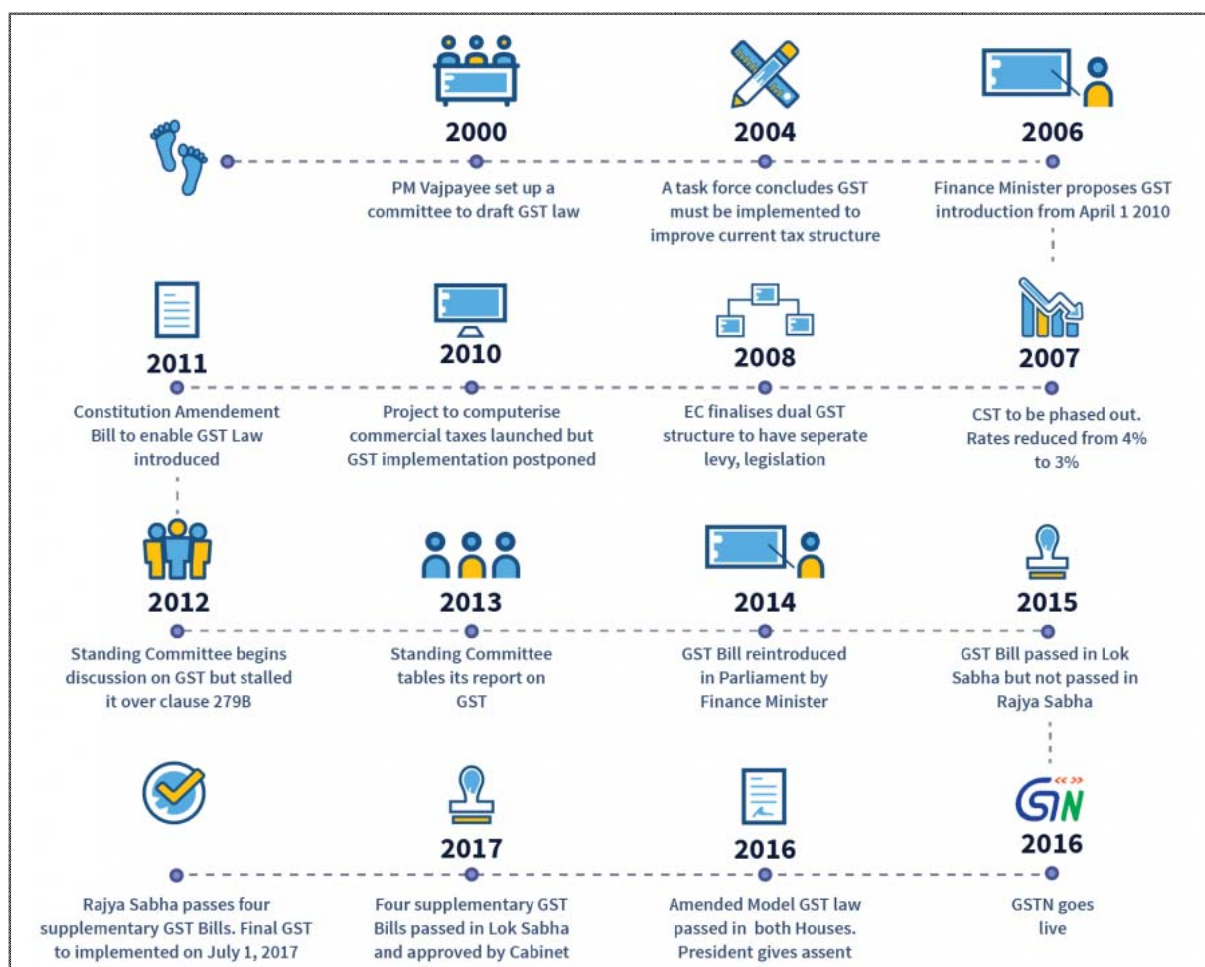 2000
PM Vajpayee set up a
committee to draft GST law
2004
A task force concludes GST
must be implemented to
improve current tax structure
2006
Finance Minister proposes GST
introduction from April 1 2010
2007
CST to be phased out.
Rates reduced from 4%
to 3%
2008
EC finalises dual GST
structure to have seperate
levy, legislation
2010
Project to computerise
commercial taxes launched but
GST implementation postponed
2011
Constitution Amendement
Bill to enable GST Law
introduced
2012
Standing Committee begins
discussion on GST but stalled
it over clause 279B
2013
Standing Committee
tables its report on
GST
2014
GST Bill reintroduced
in Parliament by
Finance Minister
2015
GST Bill passed in Lok
Sabha but not passed in
Rajya Sabha
GSTN
2016
GSTN goes
live
2016
Amended Model GST law
passed in both Houses.
President gives assent
2017
Four supplementary GST
Bills passed in Lok Sabha
and approved by Cabinet
Rajya Sabha passes four
supplementary GST Bills. Final GST
to implemented on July 1, 2017